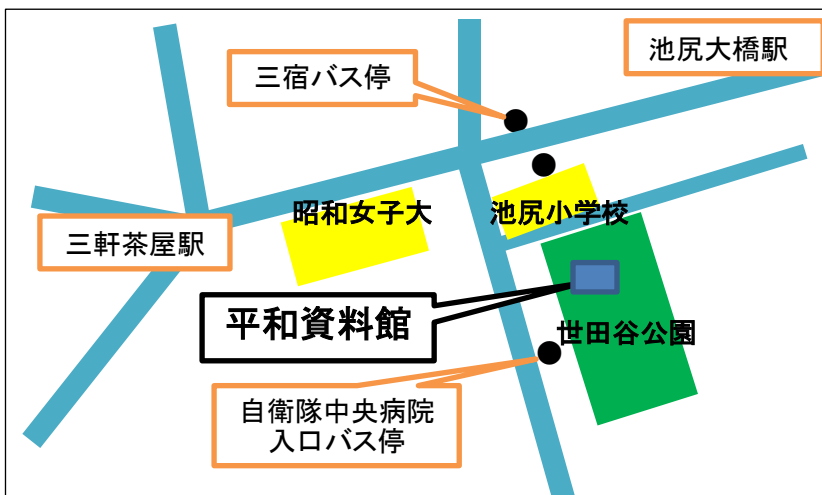 池尻大橋駅
三宿バス停
昭和女子大
池尻小学校
三軒茶屋駅
平和資料館
世田谷公園
自衛隊中央病院
入口バス停